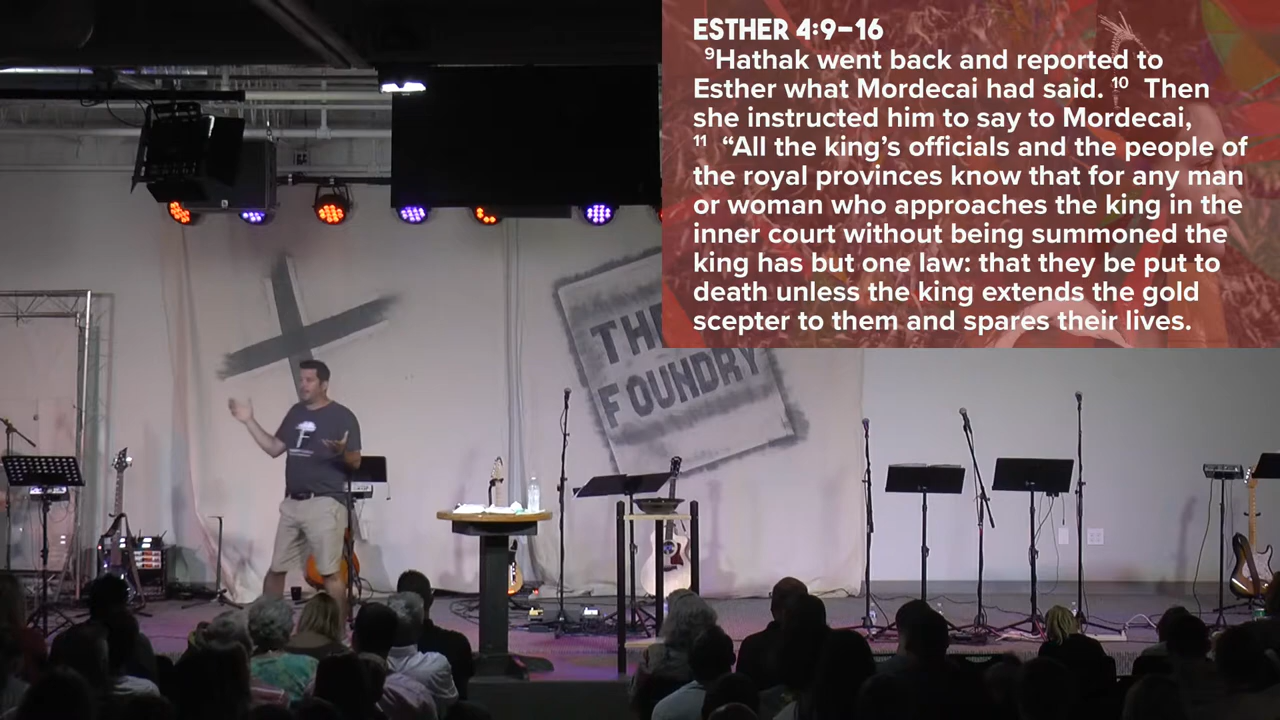 ESTHER 4:9–16
⁹Hathak went back and reported to
Esther what Mordecai had said. ¹⁰ Then
she instructed him to say to Mordecai,
¹¹ “All the king’s officials and the people of
the royal provinces know that for any man
or woman who approaches the king in the
inner court without being summoned the
king has but one law: that they be put to
death unless the king extends the gold
scepter to them and spares their lives.
FOUNDRY
F